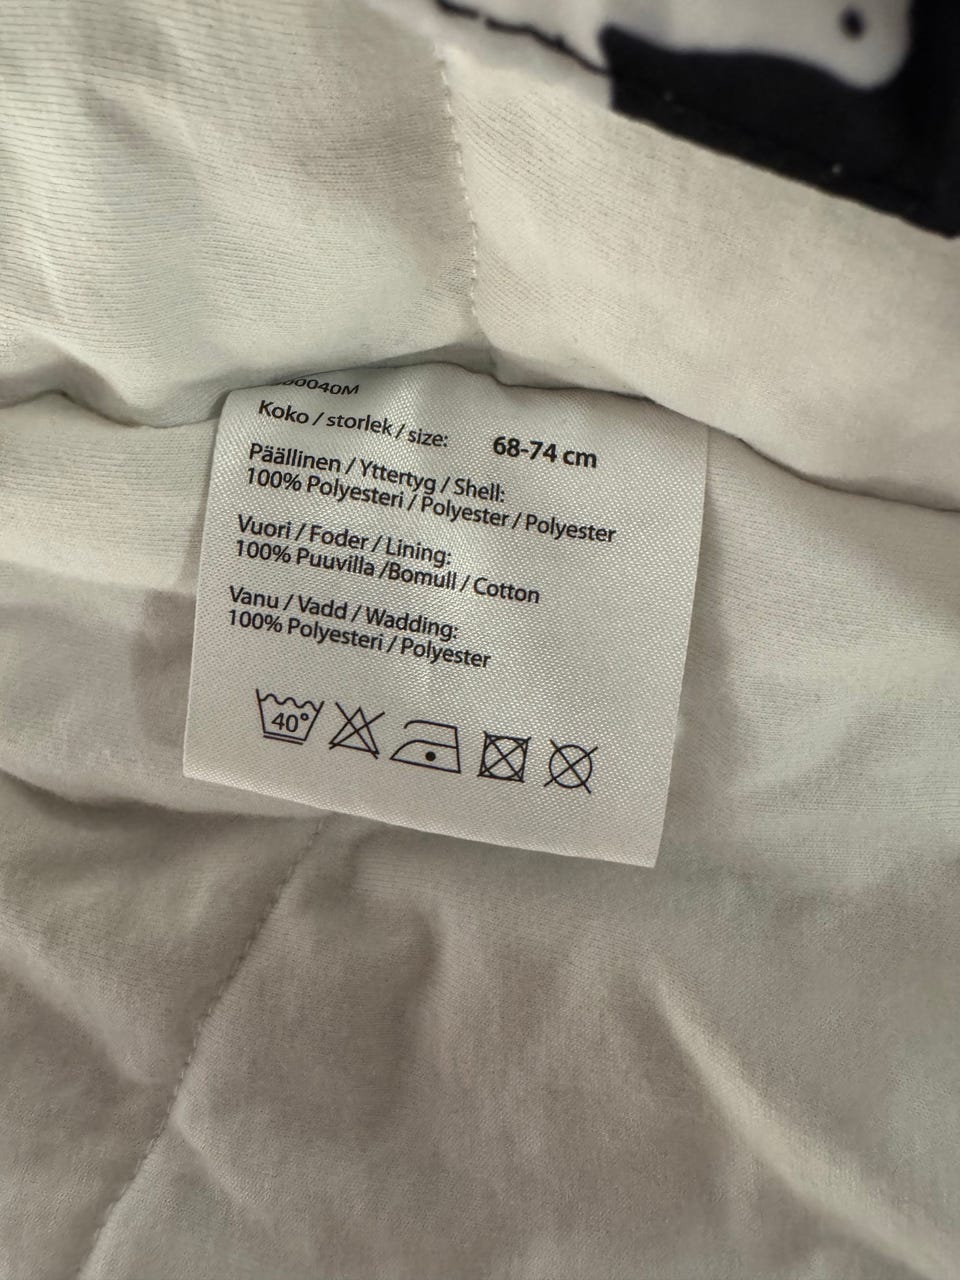 Koko / storlek / size: 68-74 cm
Päällinen / Yttertyg / Shell:
100% Polyesteri / Polyester / Polyester
Vuori / Foder / Lining:
100% Puuvilla /Bomull / Cotton
Vanu / Vadd / Wadding:
100% Polyesteri / Polyester
40°